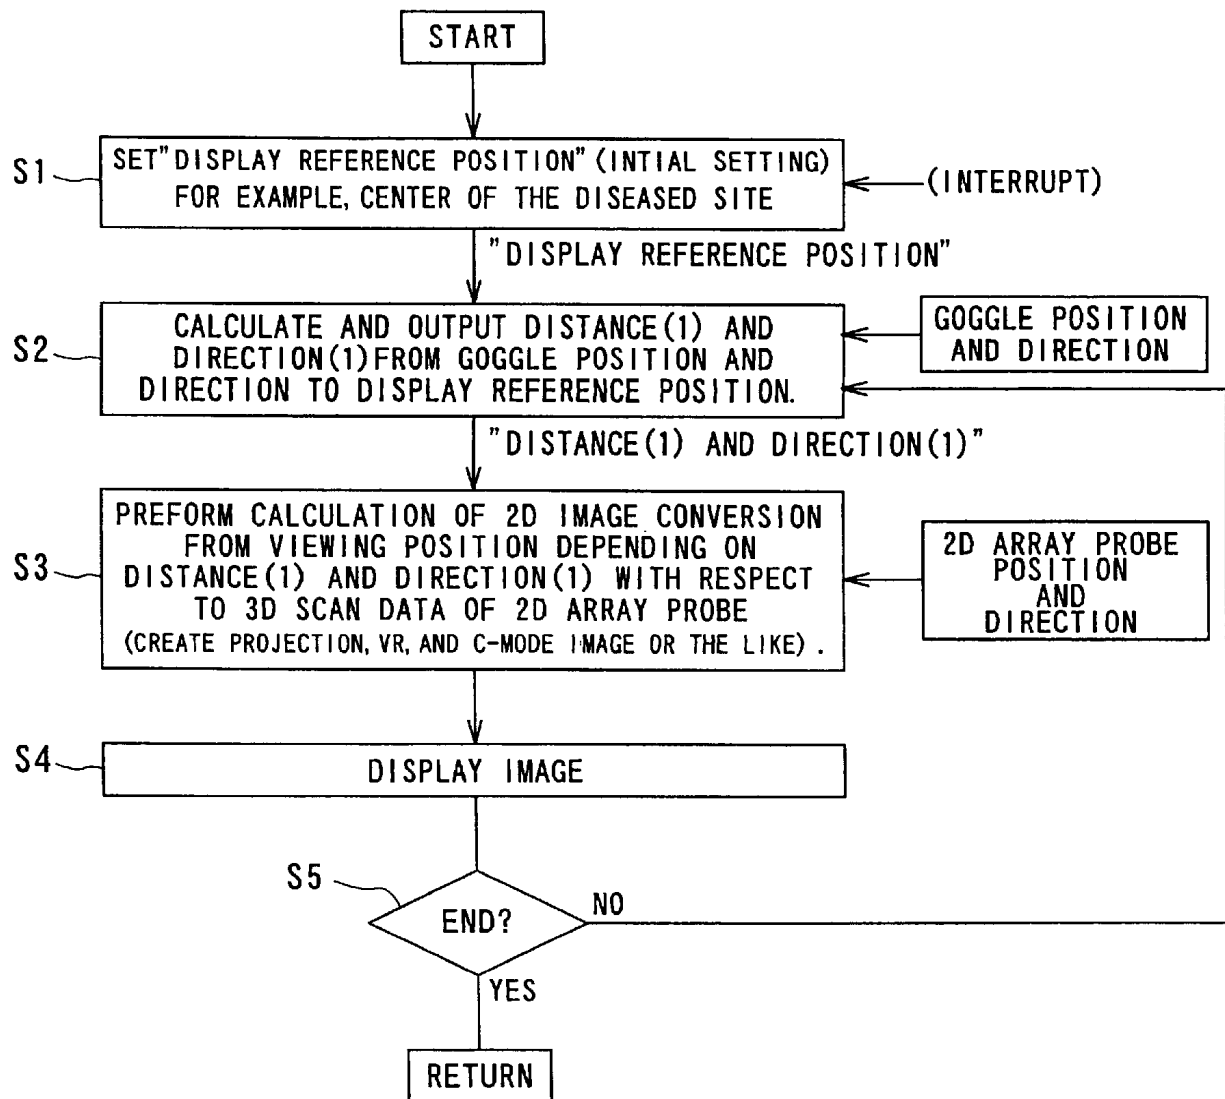 START
S1
SET"DISPLAY REFERENCE POSITION"(INTIAL SETTING)
FOR EXAMPLE, CENTER OF THE DISEASED SITE
(INTERRUPT)
"DISPLAY REFERENCE POSITION"
S2
CALCULATE AND OUTPUT DISTANCE(1) AND
DIRECTION(1)FROM GOGGLE POSITION AND
DIRECTION TO DISPLAY REFERENCE POSITION.
GOGGLE POSITION
AND DIRECTION
"DISTANCE(1) AND DIRECTION(1)"
S3
PREFORM CALCULATION OF 2D IMAGE CONVERSION
FROM VIEWING POSITION DEPENDING ON
DISTANCE(1) AND DIRECTION(1) WITH RESPECT
TO 3D SCAN DATA OF 2D ARRAY PROBE
(CREATE PROJECTION, VR, AND C-MODE IMAGE OR THE LIKE) .
2D ARRAY PROBE
POSITION
AND
DIRECTION
S4
DISPLAY IMAGE
S5
END?
NO
YES
RETURN